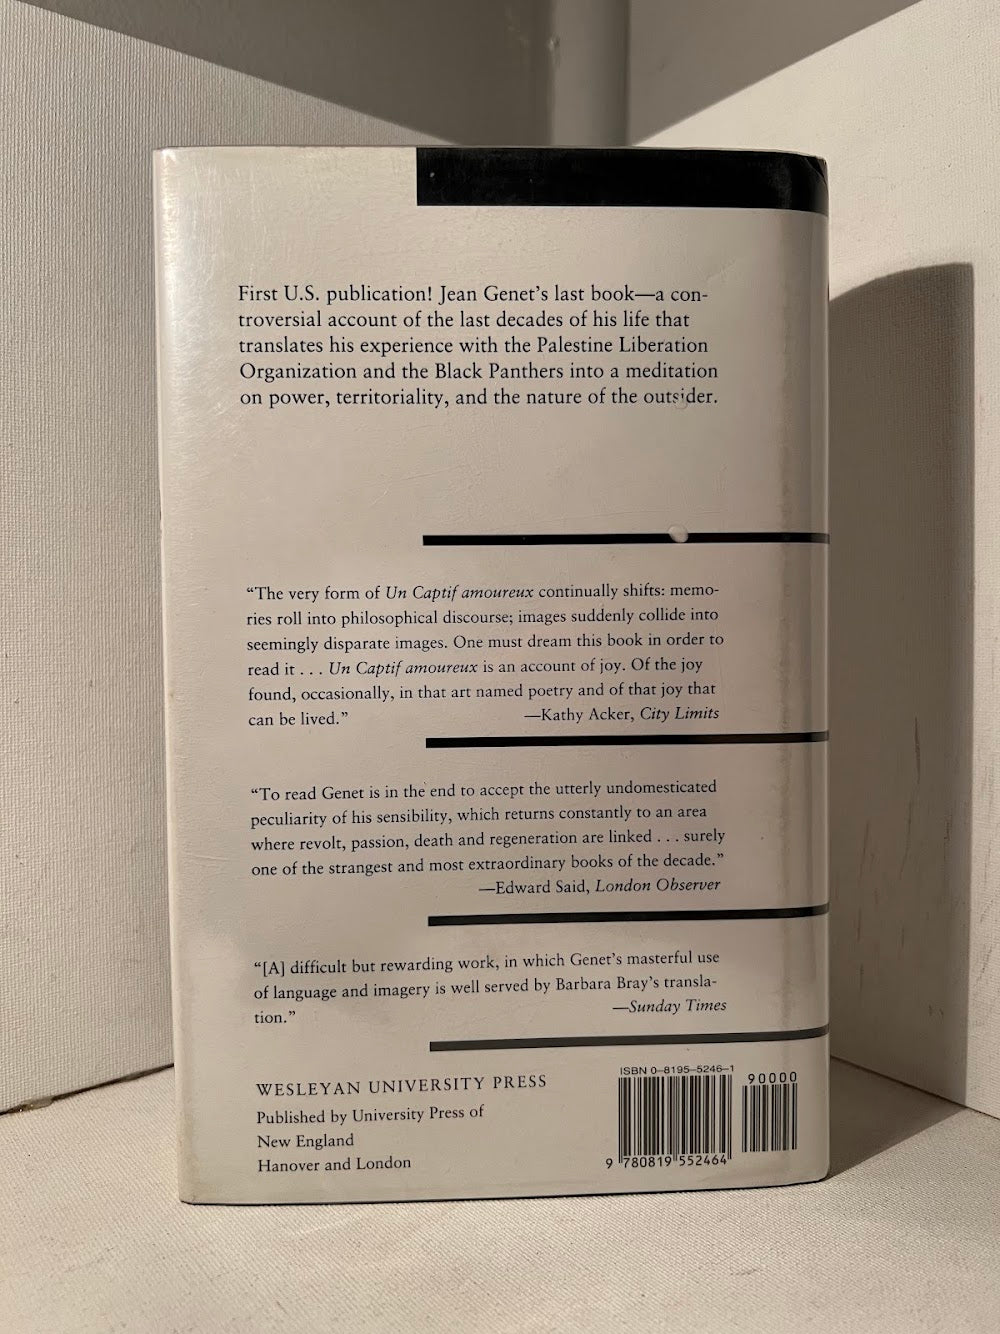 First U.S. publication! Jean Genet's last book—a con-
troversial account of the last decades of his life that
translates his experience with the Palestine Liberation
Organization and the Black Panthers into a meditation
on power, territoriality, and the nature of the outsider.
“The very form of Un Captif amoureux continually shifts: memo-
ries roll into philosophical discourse; images suddenly collide into
seemingly disparate images. One must dream this book in order to
read it . . . Un Captif amoureux is an account of joy. Of the joy
found, occasionally, in that art named poetry and of that joy that
can be lived.” —Kathy Acker, City Limits
“To read Genet is in the end to accept the utterly undomesticated
peculiarity of his sensibility, which returns constantly to an area
where revolt, passion, death and regeneration are linked . . . surely
one of the strangest and most extraordinary books of the decade.”
—Edward Said, London Observer
“[A] difficult but rewarding work, in which Genet's masterful use
of language and imagery is well served by Barbara Bray's transla-
tion.” —Sunday Times
WESLEYAN UNIVERSITY PRESS
Published by University Press of
New England
Hanover and London
ISBN 0-8195-5246-1
90000
9 780819 552464